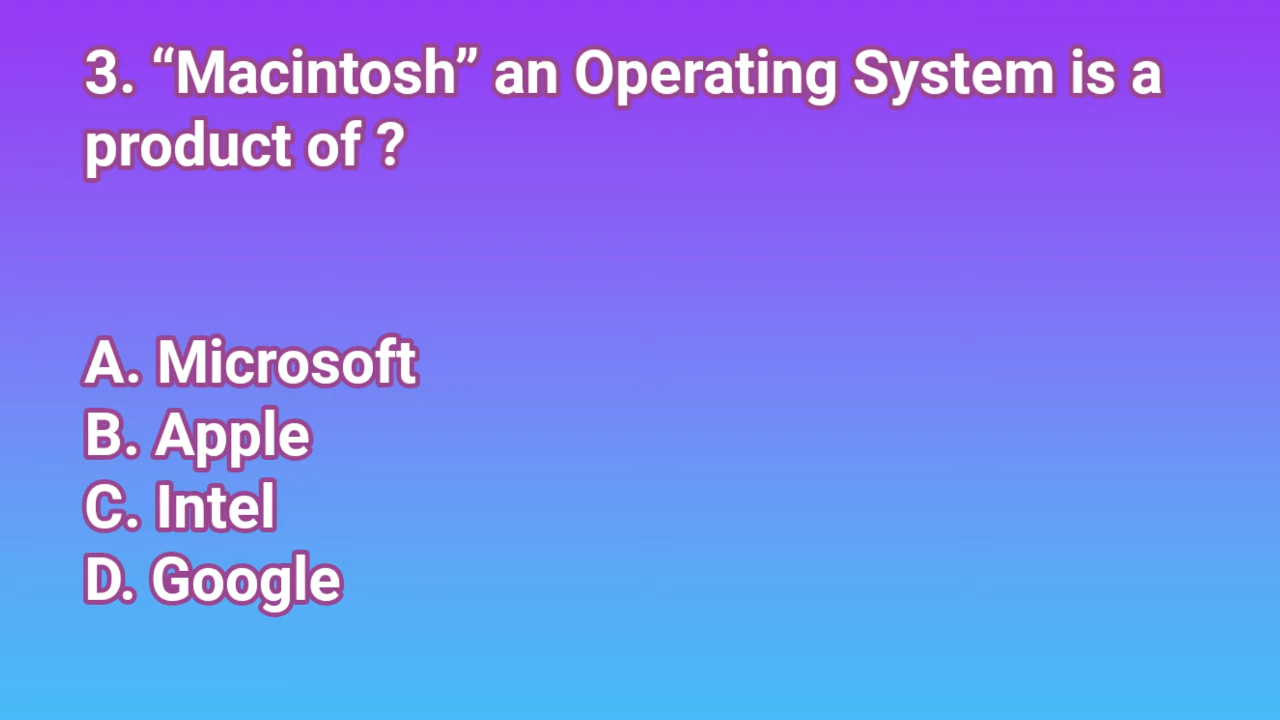 3. “Macintosh” an Operating System is a
product of ?
A. Microsoft
B. Apple
C. Intel
D. Google